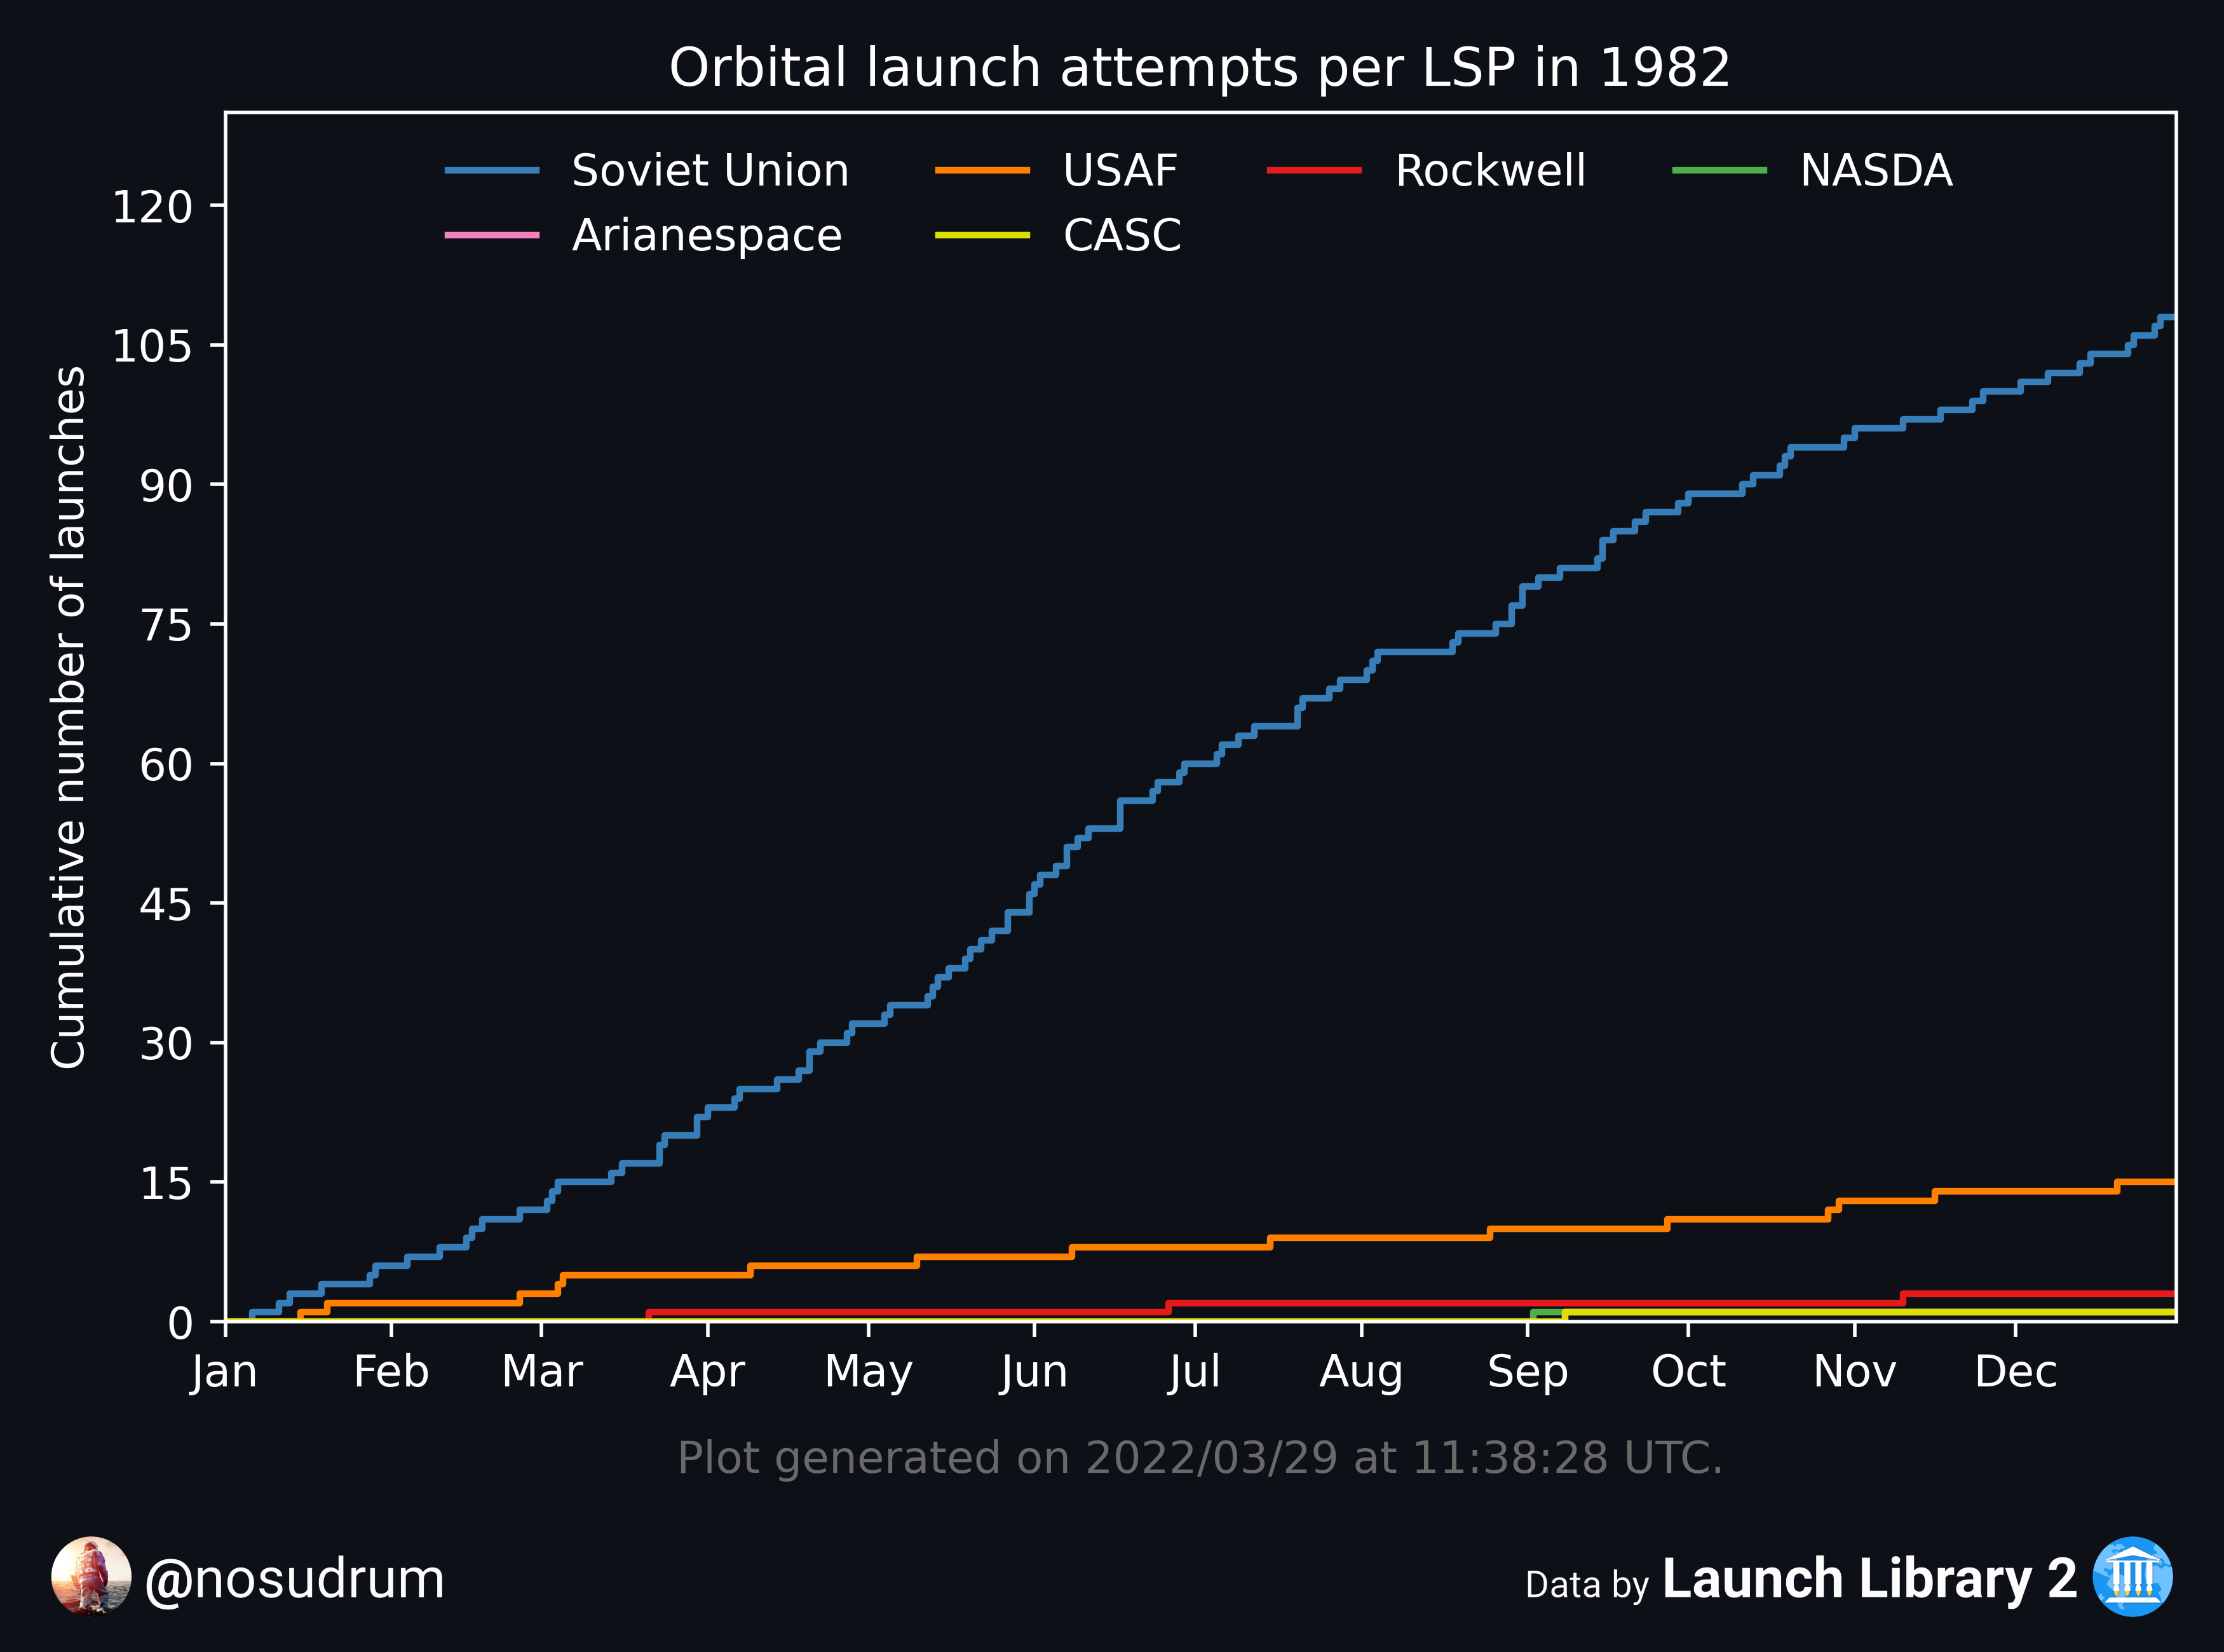 Orbital launch attempts per LSP in 1982
Soviet Union USAF Rockwell NASDA
Arianespace CASC
Cumulative number of launches
120
105
90
75
60
45
30
15
0
Jan Feb Mar Apr May Jun Jul Aug Sep Oct Nov Dec
Plot generated on 2022/03/29 at 11:38:28 UTC.
@nosudrum
Data by Launch Library 2